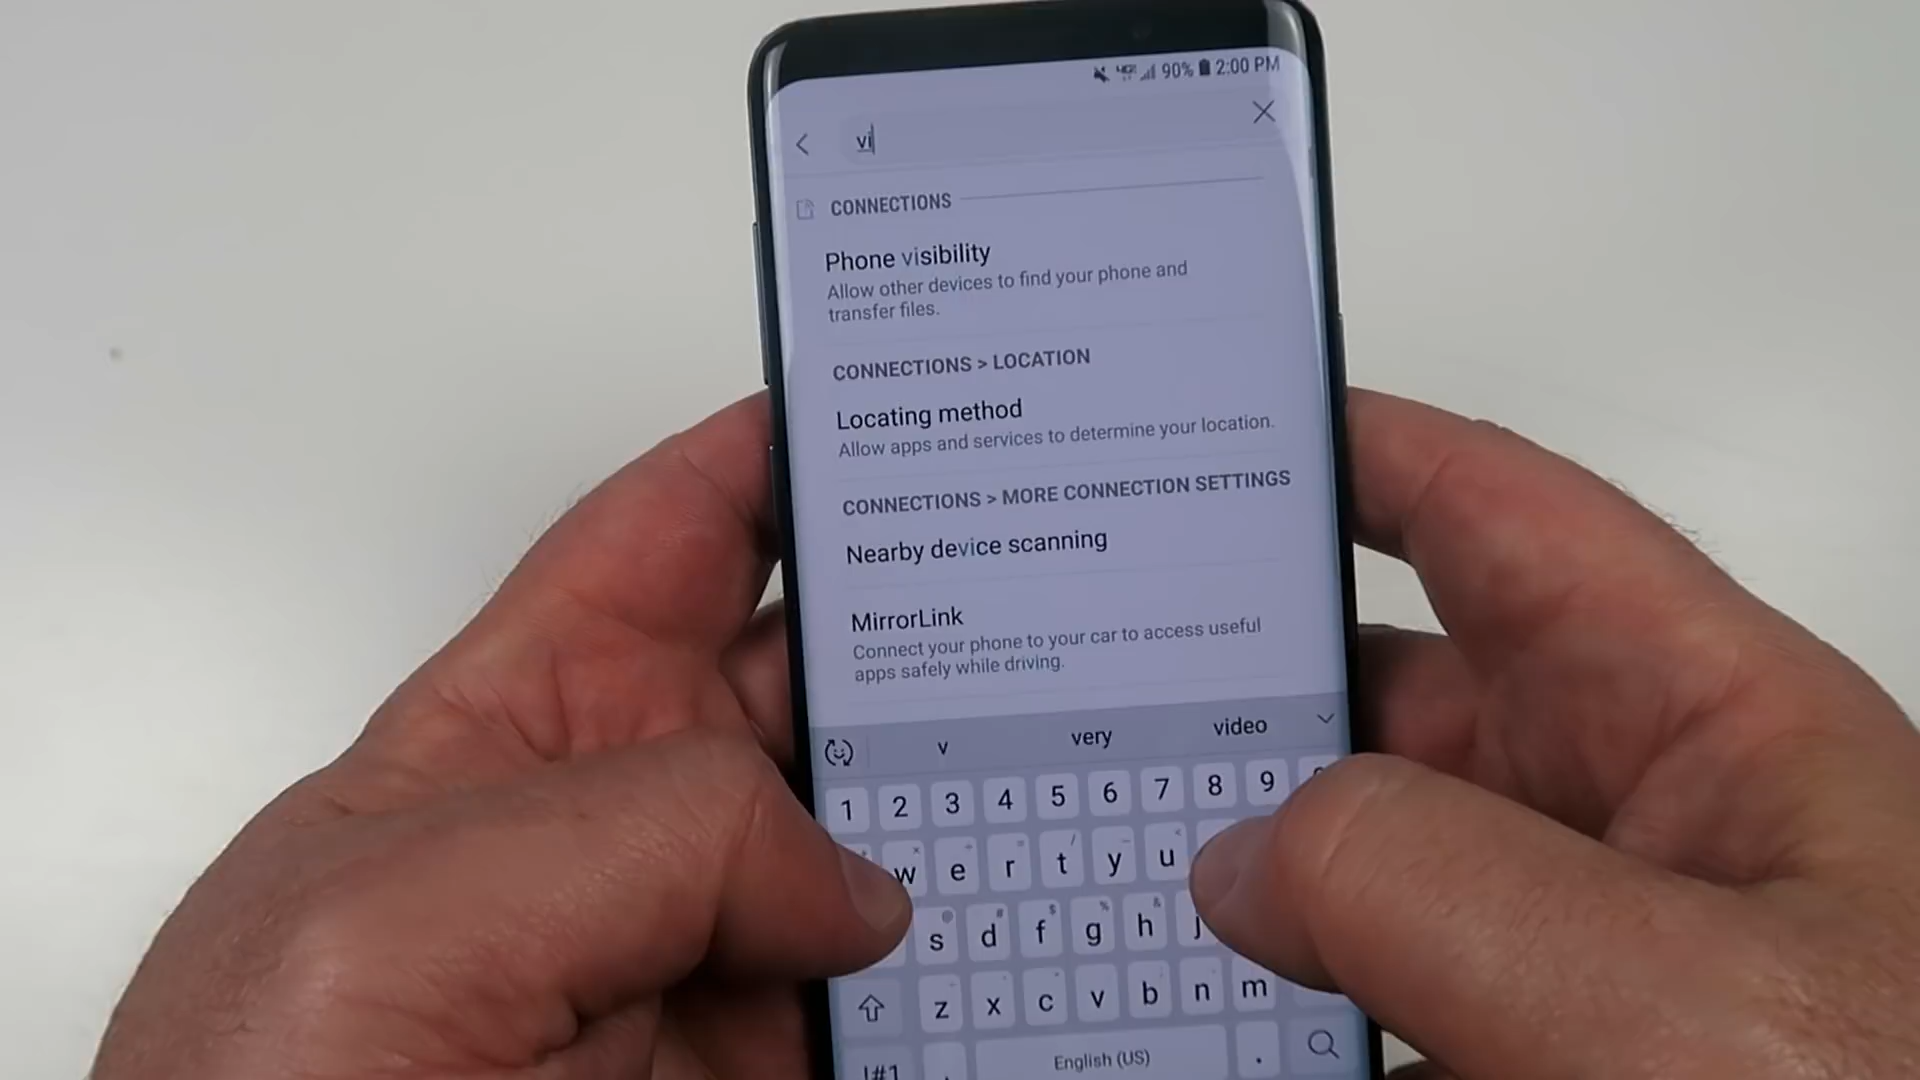 90% 2:00 PM
vi
CONNECTIONS
Phone visibility
Allow other devices to find your phone and
transfer files.
CONNECTIONS > LOCATION
Locating method
Allow apps and services to determine your location.
CONNECTIONS > MORE CONNECTION SETTINGS
Nearby device scanning
MirrorLink
Connect your phone to your car to access useful
apps safely while driving.
v very video
1 2 3 4 5 6 7 8 9
w e r t y u
s d f g h j
z x c v b n m
!#1 , English (US) .